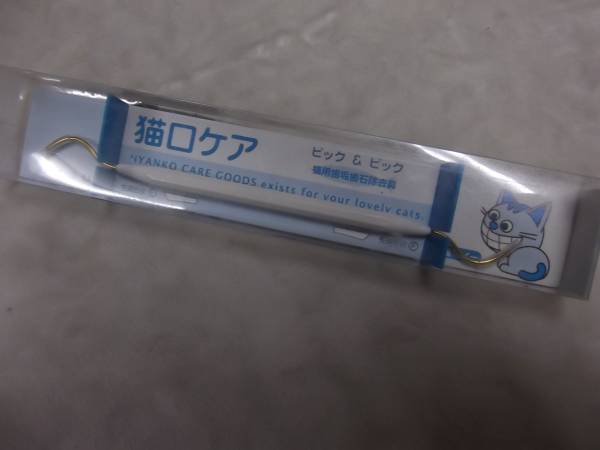 猫口ケア
ピック & ピック
猫用歯垢歯石除去具
NYANKO CARE GOODS exists for your lovely cats.